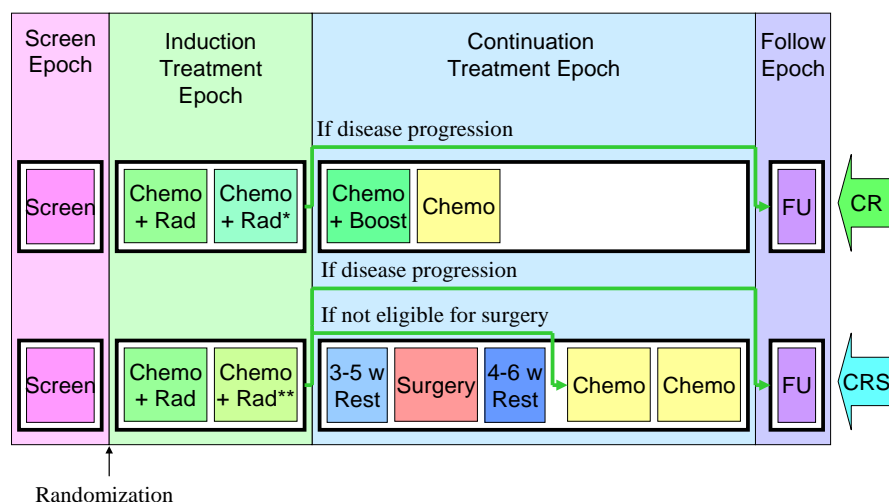 Screen
Epoch
Induction
Treatment
Epoch
Continuation
Treatment Epoch
Follow
Epoch
If disease progression
Screen
Chemo
+ Rad
Chemo
+ Rad*
Chemo
+ Boost
Chemo
FU
CR
If disease progression
If not eligible for surgery
Screen
Chemo
+ Rad
Chemo
+ Rad**
3-5 w
Rest
Surgery
4-6 w
Rest
Chemo
Chemo
FU
CRS
Randomization